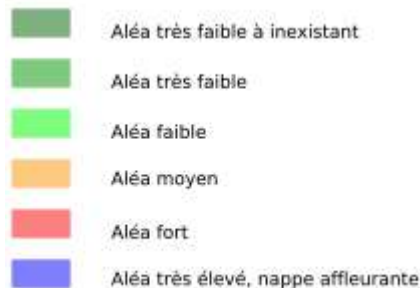 Aléa très faible à inexistant
Aléa très faible
Aléa faible
Aléa moyen
Aléa fort
Aléa très élevé, nappe affleurante